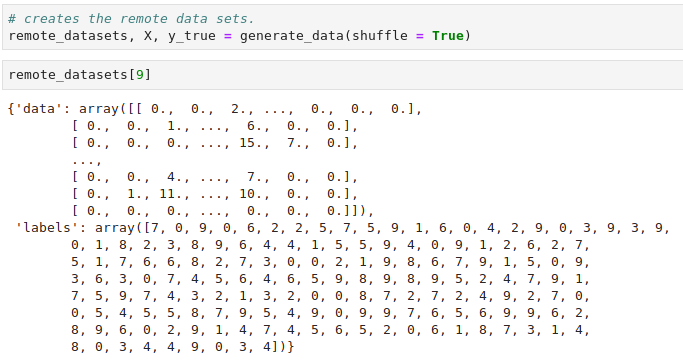 # creates the remote data sets.
remote_datasets, X, y_true = generate_data(shuffle = True)
remote_datasets[9]
{'data': array([[ 0.,  0.,  2., ...,  0.,  0.,  0.],
        [ 0.,  0.,  1., ...,  6.,  0.,  0.],
        [ 0.,  0.,  0., ..., 15.,  7.,  0.],
        ...,
        [ 0.,  0.,  4., ...,  7.,  0.,  0.],
        [ 0.,  1., 11., ..., 10.,  0.,  0.],
        [ 0.,  0.,  0., ...,  0.,  0.,  0.]]),
 'labels': array([7, 0, 9, 0, 6, 2, 2, 5, 7, 5, 9, 1, 6, 0, 4, 2, 9, 0, 3, 9, 3, 9,
        0, 1, 8, 2, 3, 8, 9, 6, 4, 4, 1, 5, 5, 9, 4, 0, 9, 1, 2, 6, 2, 7,
        5, 1, 7, 6, 6, 8, 2, 7, 3, 0, 0, 2, 1, 9, 8, 6, 7, 9, 1, 5, 0, 9,
        3, 6, 3, 0, 7, 4, 5, 6, 4, 6, 5, 9, 8, 9, 8, 9, 5, 2, 4, 7, 9, 1,
        7, 5, 9, 7, 4, 3, 2, 1, 3, 2, 0, 0, 8, 7, 2, 7, 2, 4, 9, 2, 7, 0,
        0, 5, 4, 5, 5, 8, 7, 9, 5, 4, 9, 0, 9, 9, 7, 6, 5, 6, 9, 9, 6, 2,
        8, 9, 6, 0, 2, 9, 1, 4, 7, 4, 5, 6, 5, 2, 0, 6, 1, 8, 7, 3, 1, 4,
        8, 0, 3, 4, 4, 9, 0, 3, 4])}